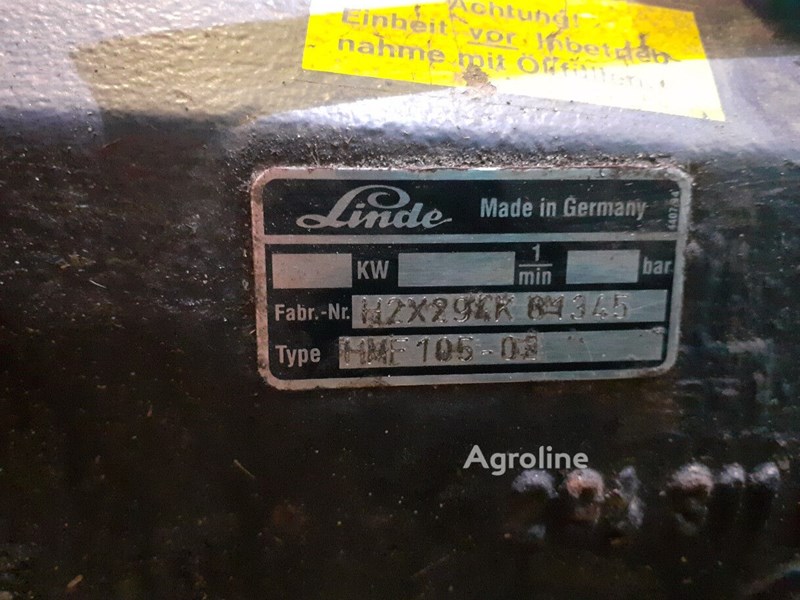 Achtung!
Einheit vor Inbetrieb-
nahme mit Öl füllen!
Linde Made in Germany
KW 1/min bar
Fabr.-Nr. H2X294K
Type HMF105-02
Agroline